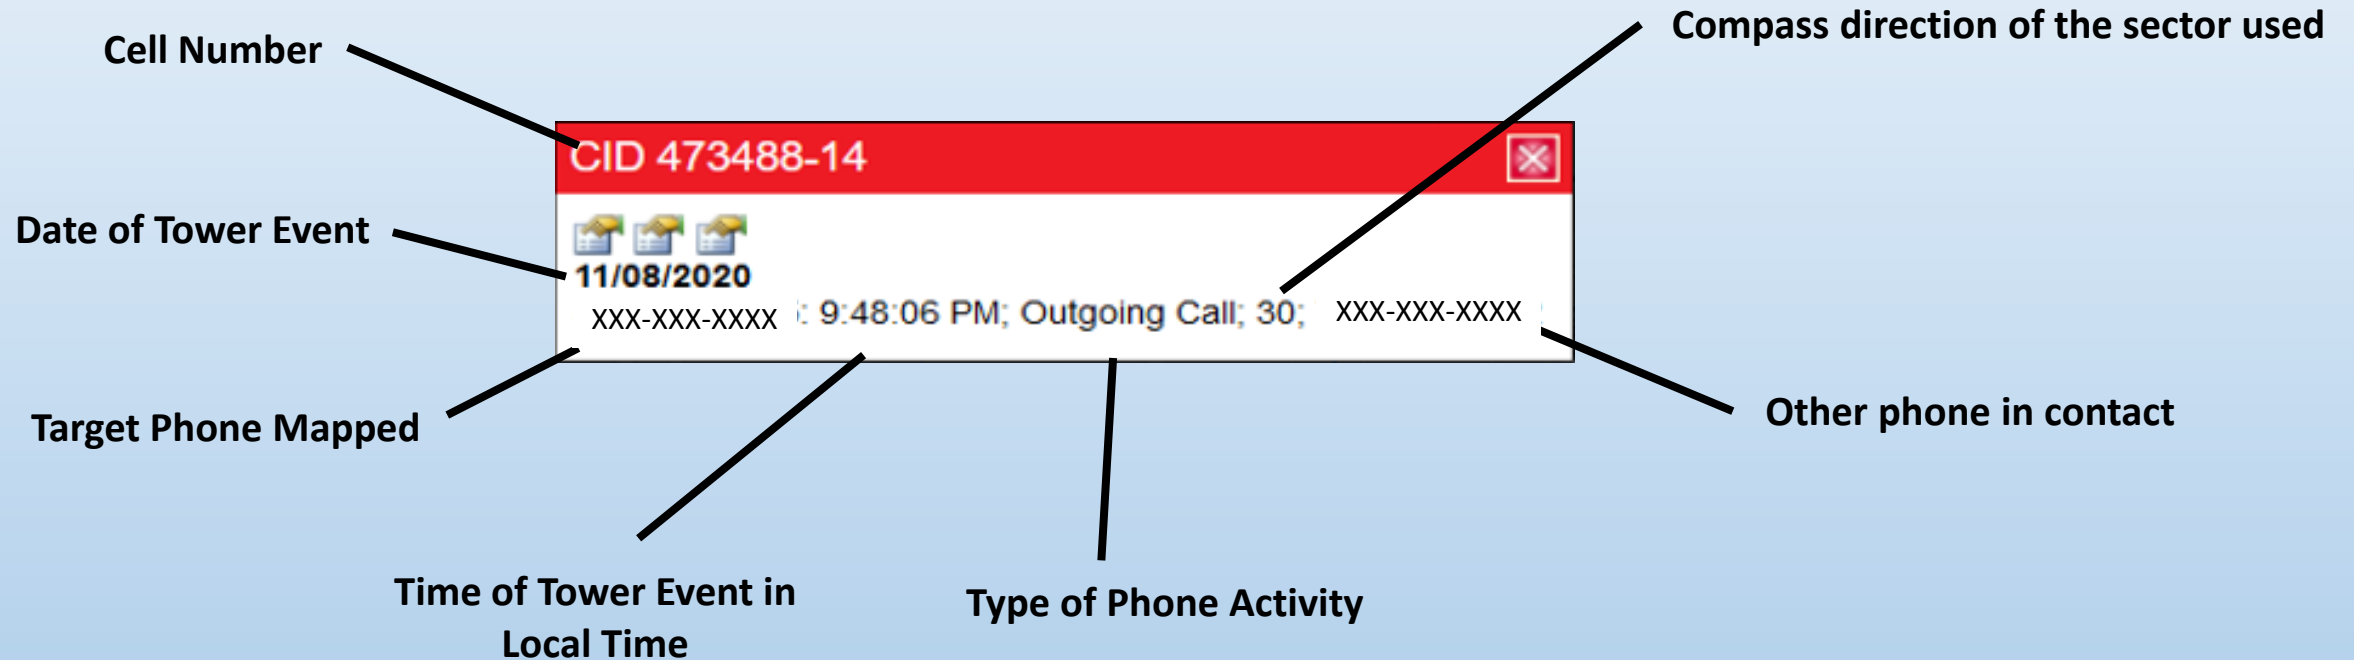 Compass direction of the sector used
Cell Number
CID 473488-14
Date of Tower Event
11/08/2020
XXX-XXX-XXXX : 9:48:06 PM; Outgoing Call; 30; XXX-XXX-XXXX
Target Phone Mapped
Other phone in contact
Time of Tower Event in
Local Time
Type of Phone Activity